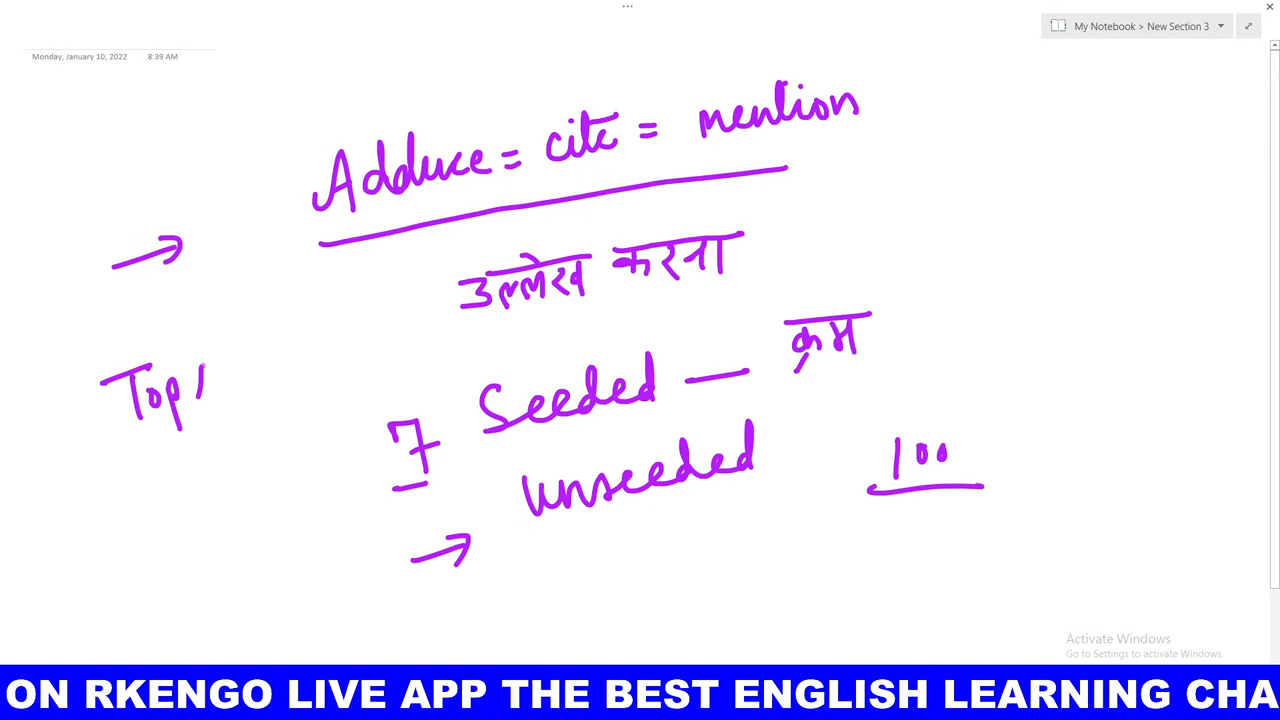 My Notebook > New Section 3
Monday, January 10, 2022 8:39 AM
Adduce = cite = mention
उल्लेख करना
Seeded — क्रम
Top
7
unseeded
100
Activate Windows
Go to Settings to activate Windows.
ON RKENGO LIVE APP THE BEST ENGLISH LEARNING CHA